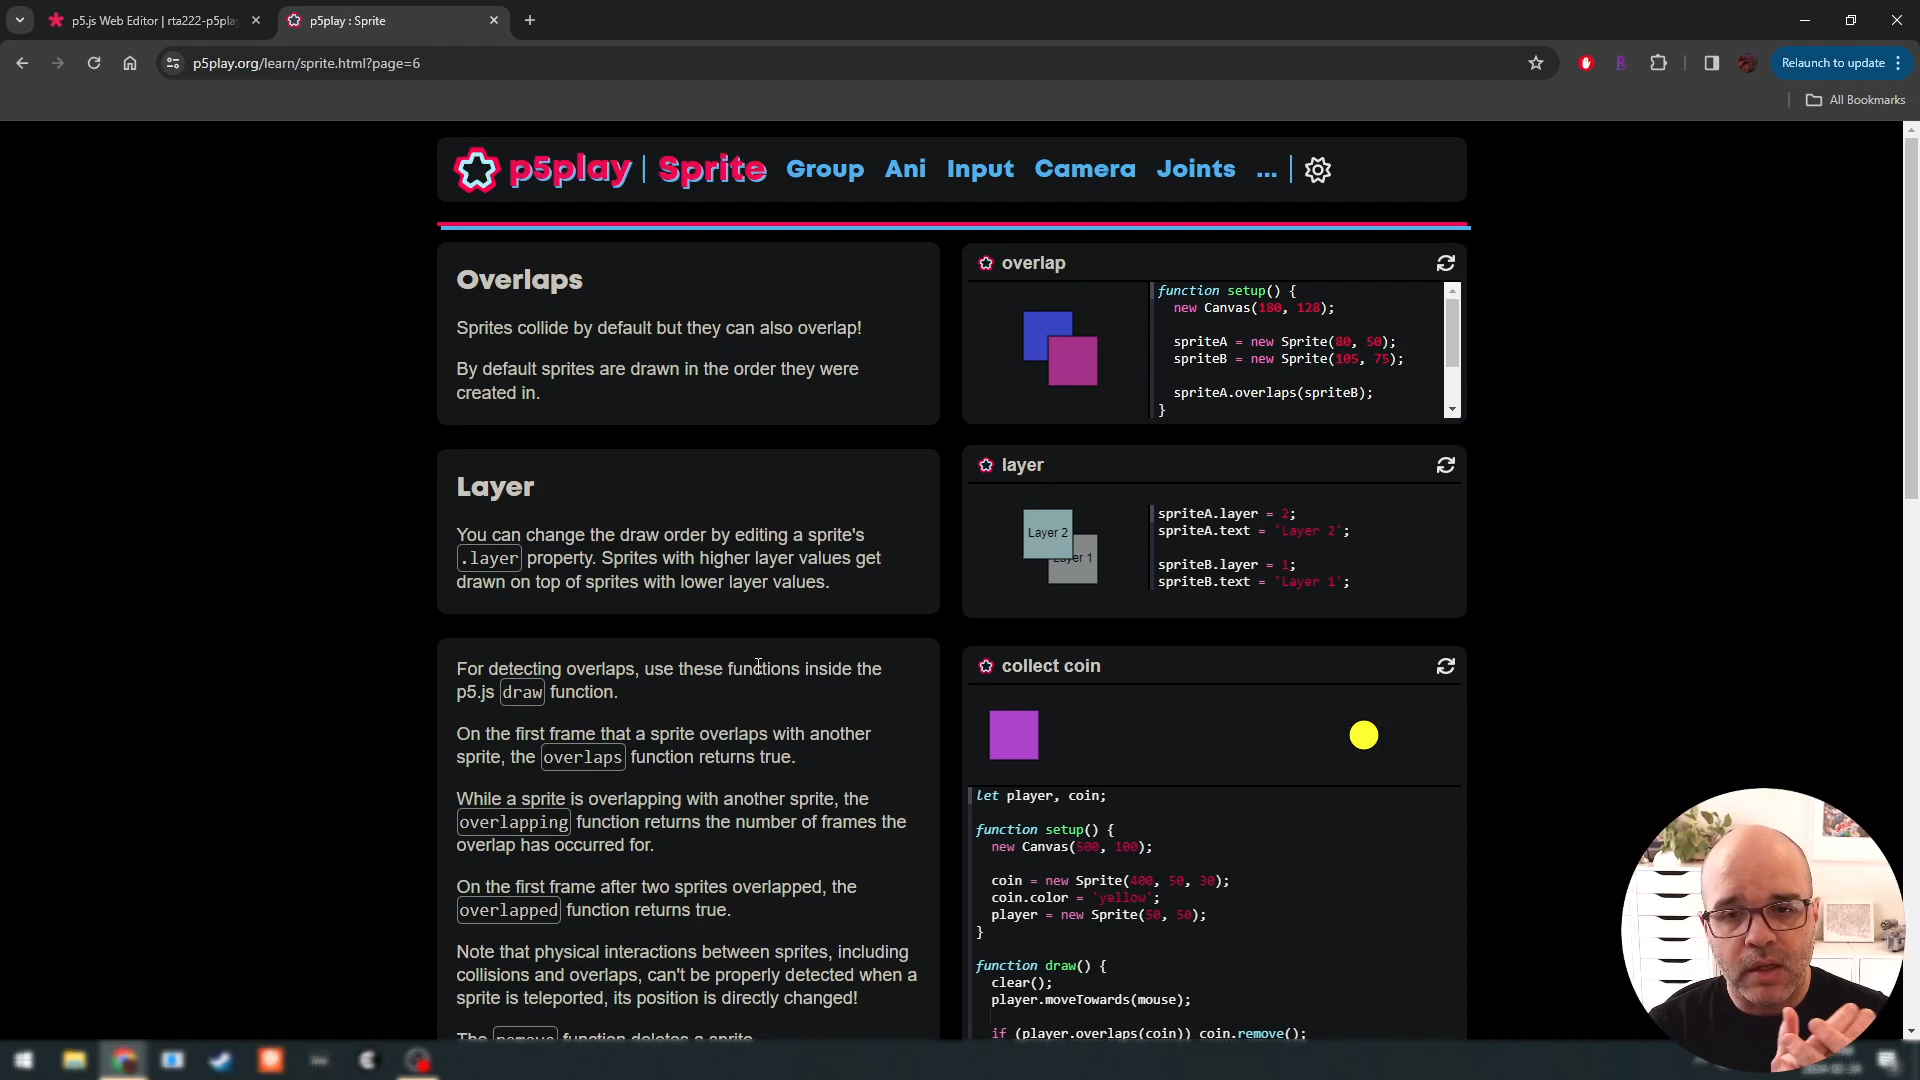 p5.js Web Editor | rta222-p5play
p5play : Sprite
p5play.org/learn/sprite.html?page=6
Relaunch to update
All Bookmarks
p5play | Sprite Group Ani Input Camera Joints ...
Overlaps
Sprites collide by default but they can also overlap!
By default sprites are drawn in the order they were
created in.
overlap
function setup() {
new Canvas(180, 128);
spriteA = new Sprite(80, 50);
spriteB = new Sprite(105, 75);
spriteA.overlaps(spriteB);
}
Layer
You can change the draw order by editing a sprite's
.layer property. Sprites with higher layer values get
drawn on top of sprites with lower layer values.
layer
Layer 2
Layer 1
spriteA.layer = 2;
spriteA.text = 'Layer 2';
spriteB.layer = 1;
spriteB.text = 'Layer 1';
For detecting overlaps, use these functions inside the
p5.js draw function.
On the first frame that a sprite overlaps with another
sprite, the overlaps function returns true.
While a sprite is overlapping with another sprite, the
overlapping function returns the number of frames the
overlap has occurred for.
On the first frame after two sprites overlapped, the
overlapped function returns true.
Note that physical interactions between sprites, including
collisions and overlaps, can't be properly detected when a
sprite is teleported, its position is directly changed!
The remove function deletes a sprite.
collect coin
let player, coin;
function setup() {
new Canvas(500, 100);
coin = new Sprite(400, 50, 30);
coin.color = 'yellow';
player = new Sprite(50, 50);
}
function draw() {
clear();
player.moveTowards(mouse);
if (player.overlaps(coin)) coin.remove();